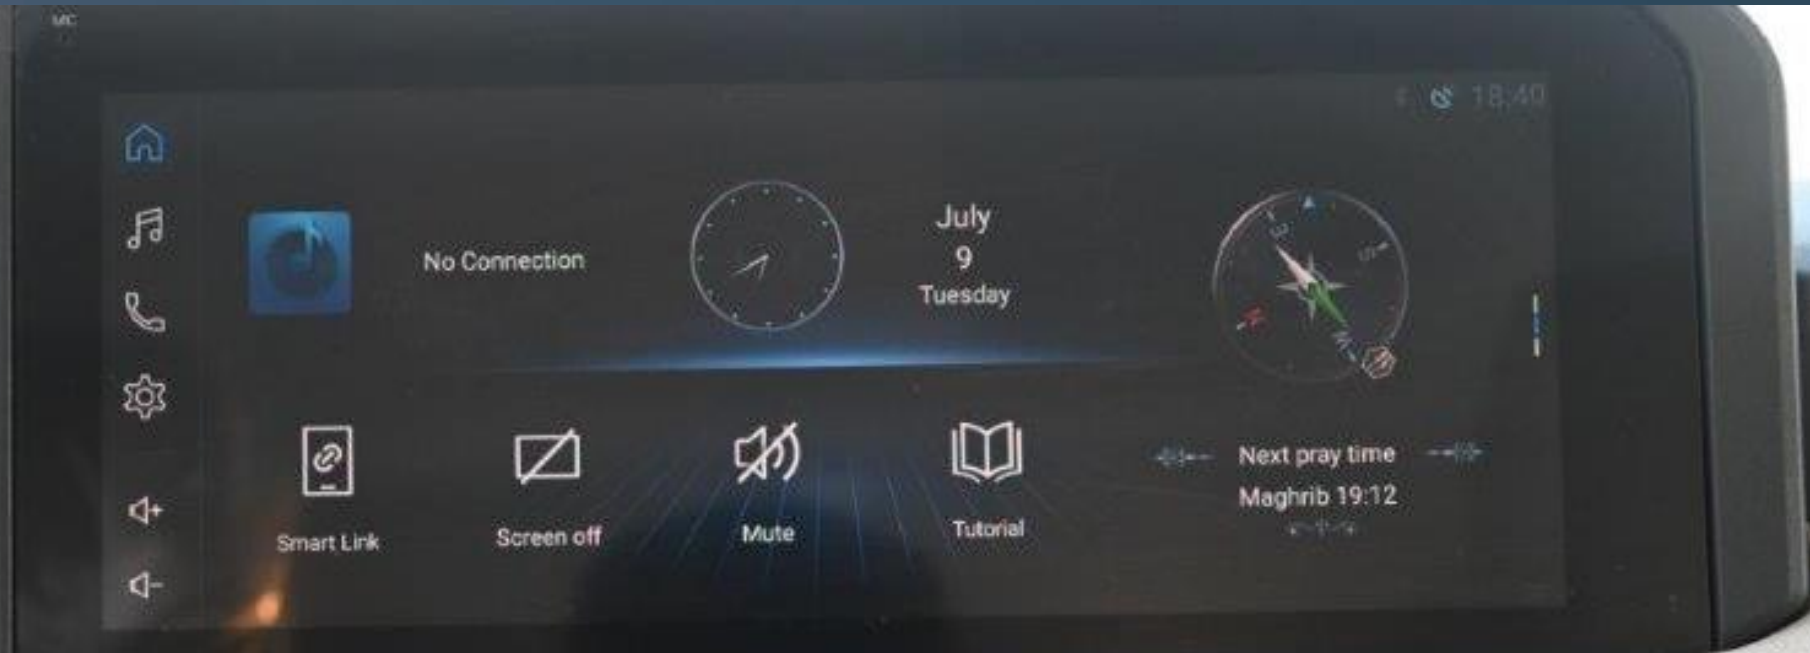 MIC
18:40
No Connection
July
9
Tuesday
E
S
N
W
Smart Link
Screen off
Mute
Tutorial
Next pray time
Maghrib 19:12